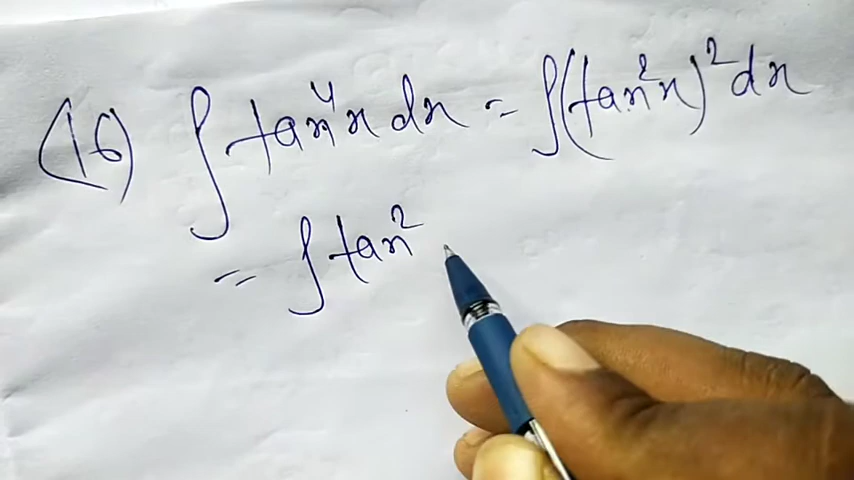 (16) ∫ tan⁴x dx = ∫(tan²x)² dx
= ∫ tan²